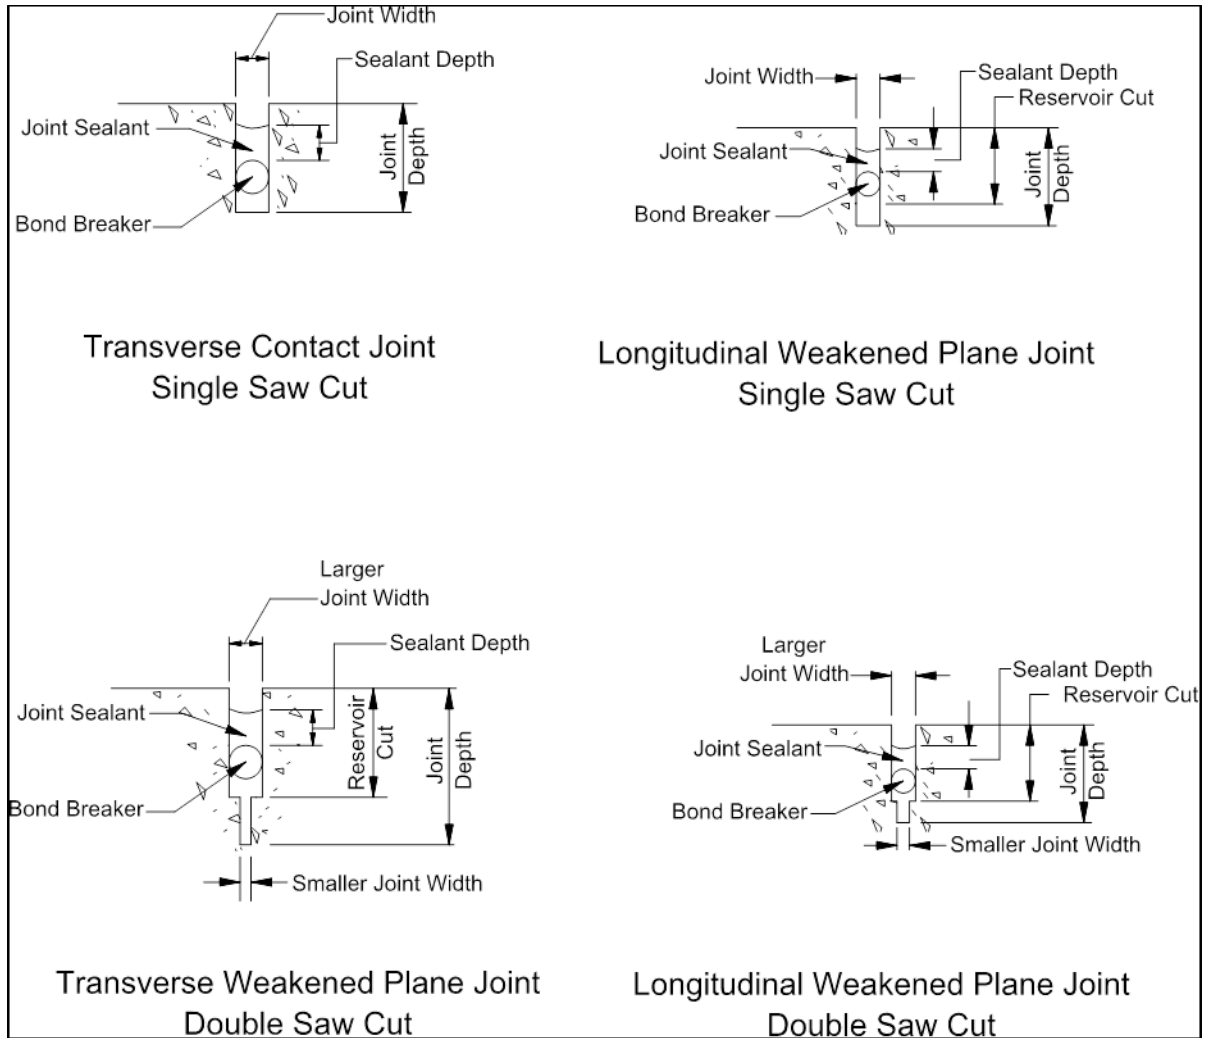 Joint Width
Sealant Depth
Joint Sealant
Joint
Depth
Bond Breaker
Transverse Contact Joint
Single Saw Cut
Joint Width
Sealant Depth
Reservoir Cut
Joint Sealant
Joint
Depth
Bond Breaker
Longitudinal Weakened Plane Joint
Single Saw Cut
Larger
Joint Width
Sealant Depth
Joint Sealant
Reservoir
Cut
Joint
Depth
Bond Breaker
Smaller Joint Width
Transverse Weakened Plane Joint
Double Saw Cut
Larger
Joint Width
Sealant Depth
Reservoir Cut
Joint Sealant
Joint
Depth
Bond Breaker
Smaller Joint Width
Longitudinal Weakened Plane Joint
Double Saw Cut